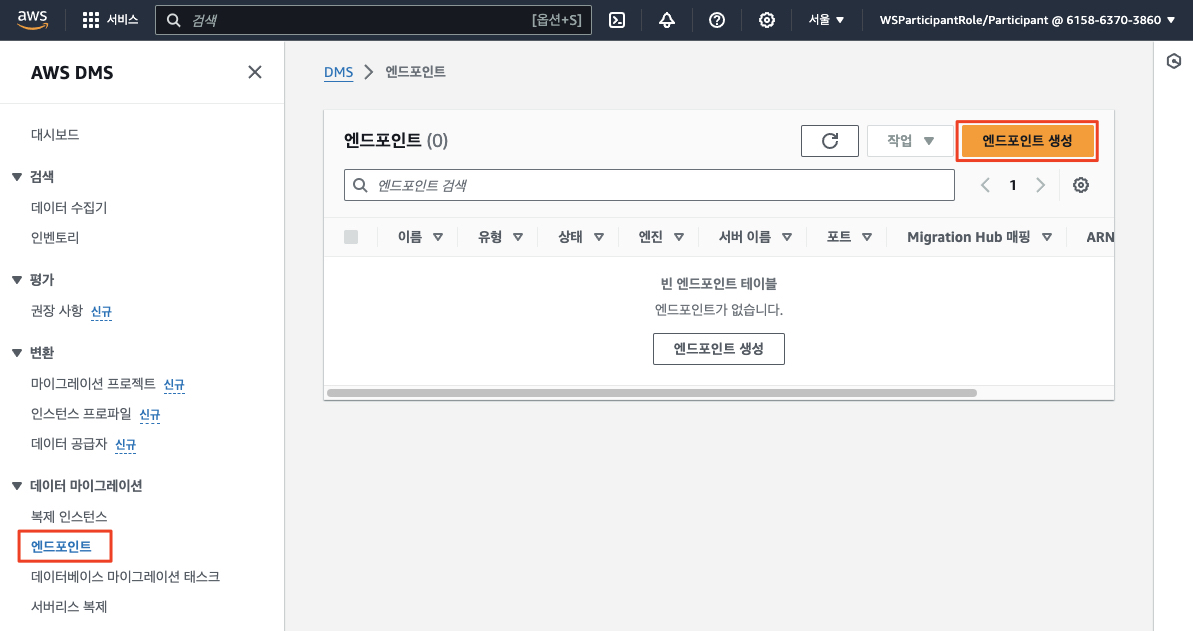 aws
서비스
검색
[옵션+S]
서울 ▼
WSParticipantRole/Participant @ 6158-6370-3860 ▼
AWS DMS
대시보드
▼ 검색
데이터 수집기
인벤토리
▼ 평가
권장 사항 신규
▼ 변환
마이그레이션 프로젝트 신규
인스턴스 프로파일 신규
데이터 공급자 신규
▼ 데이터 마이그레이션
복제 인스턴스
엔드포인트
데이터베이스 마이그레이션 태스크
서버리스 복제
DMS > 엔드포인트
엔드포인트 (0)
작업 ▼
엔드포인트 생성
엔드포인트 검색
1
이름
유형
상태
엔진
서버 이름
포트
Migration Hub 매핑
ARN
빈 엔드포인트 테이블
엔드포인트가 없습니다.
엔드포인트 생성